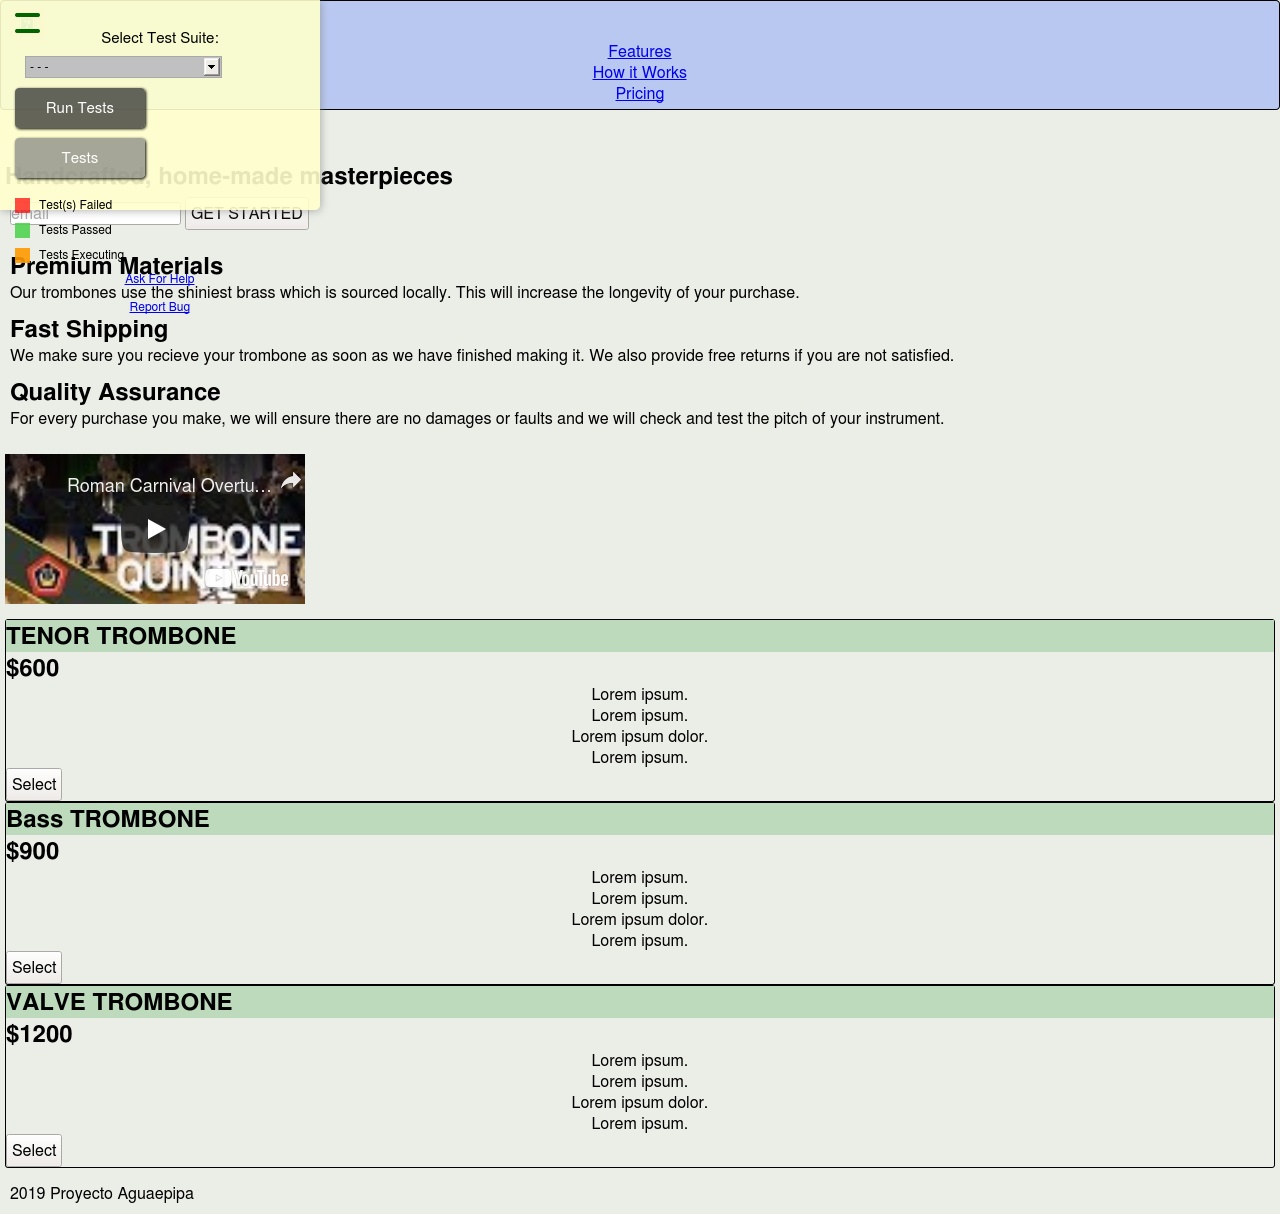 Select Test Suite:
- - -
Run Tests
Tests
Test(s) Failed
Tests Passed
Tests Executing
Ask For Help
Report Bug
Features
How it Works
Pricing
Handcrafted, home-made masterpieces
email
GET STARTED
Premium Materials
Our trombones use the shiniest brass which is sourced locally. This will increase the longevity of your purchase.
Fast Shipping
We make sure you recieve your trombone as soon as we have finished making it. We also provide free returns if you are not satisfied.
Quality Assurance
For every purchase you make, we will ensure there are no damages or faults and we will check and test the pitch of your instrument.
Roman Carnival Overtu...
TROMBONE
QUINTET
YouTube
TENOR TROMBONE
$600
Lorem ipsum.
Lorem ipsum.
Lorem ipsum dolor.
Lorem ipsum.
Select
Bass TROMBONE
$900
Lorem ipsum.
Lorem ipsum.
Lorem ipsum dolor.
Lorem ipsum.
Select
VALVE TROMBONE
$1200
Lorem ipsum.
Lorem ipsum.
Lorem ipsum dolor.
Lorem ipsum.
Select
2019 Proyecto Aguaepipa